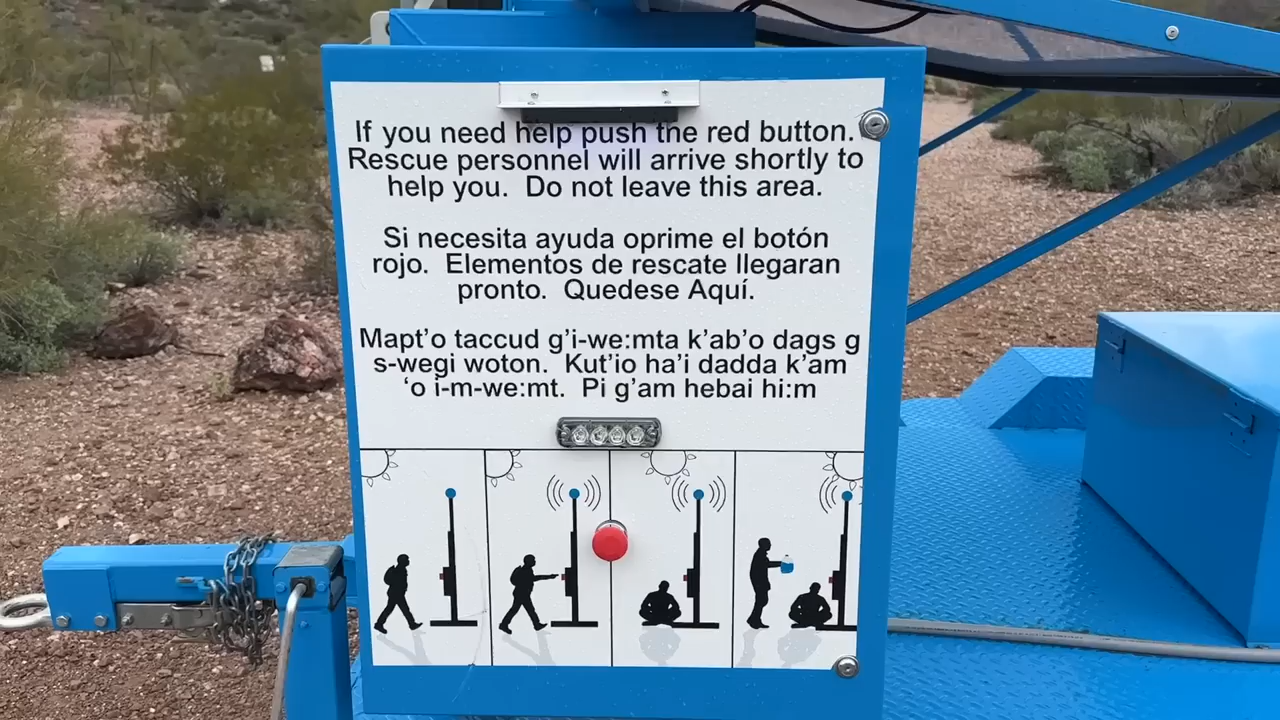 If you need help push the red button.
Rescue personnel will arrive shortly to
help you.  Do not leave this area.
Si necesita ayuda oprime el botón
rojo.  Elementos de rescate llegaran
pronto.  Quedese Aquí.
Mapt’o taccud g’i-we:mta k’ab’o dags g
s-wegi woton.  Kut’io ha’i dadda k’am
‘o i-m-we:mt.  Pi g’am hebai hi:m